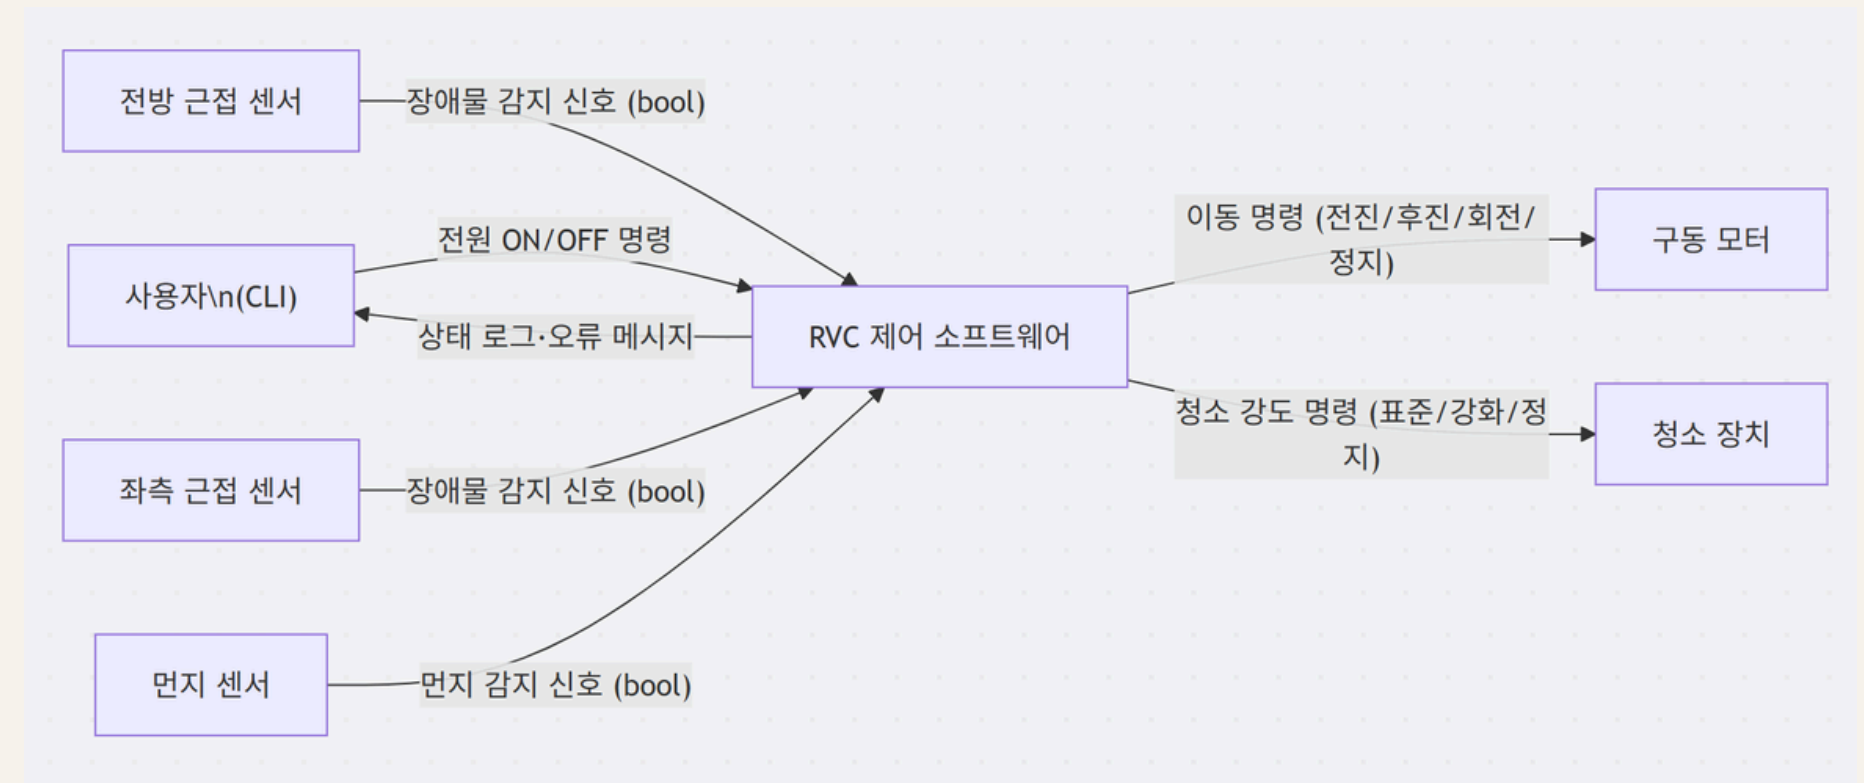 전방 근접 센서
장애물 감지 신호 (bool)
전원 ON/OFF 명령
사용자\n(CLI)
상태 로그·오류 메시지
RVC 제어 소프트웨어
이동 명령 (전진/후진/회전/
정지)
구동 모터
청소 강도 명령 (표준/강화/정
지)
청소 장치
좌측 근접 센서
장애물 감지 신호 (bool)
먼지 센서
먼지 감지 신호 (bool)